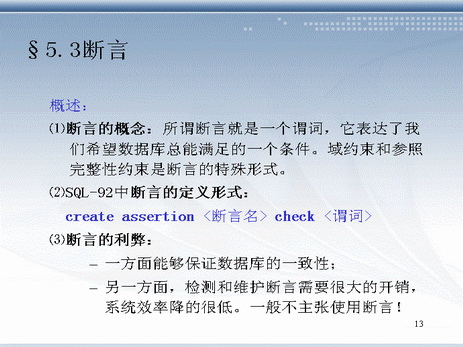 §5.3断言
概述：
⑴断言的概念：所谓断言就是一个谓词，它表达了我
们希望数据库总能满足的一个条件。域约束和参照
完整性约束是断言的特殊形式。
⑵SQL-92中断言的定义形式：
create assertion <断言名> check <谓词>
⑶断言的利弊：
– 一方面能够保证数据库的一致性；
– 另一方面，检测和维护断言需要很大的开销，
系统效率降的很低。一般不主张使用断言！
13